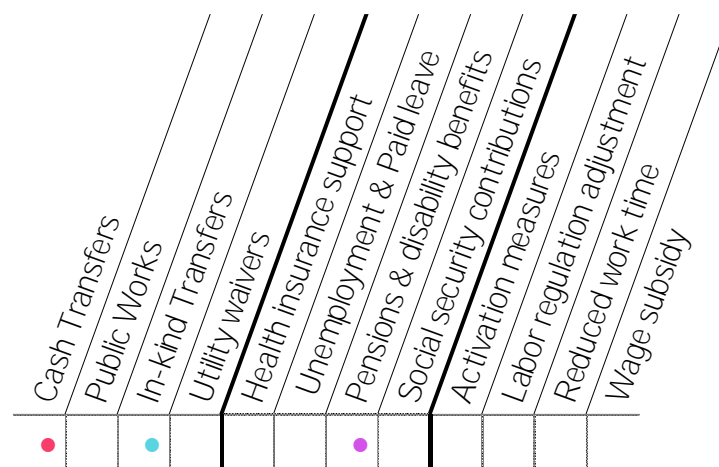 Cash Transfers
Public Works
In-kind Transfers
Utility waivers
Health insurance support
Unemployment & Paid leave
Pensions & disability benefits
Social security contributions
Activation measures
Labor regulation adjustment
Reduced work time
Wage subsidy